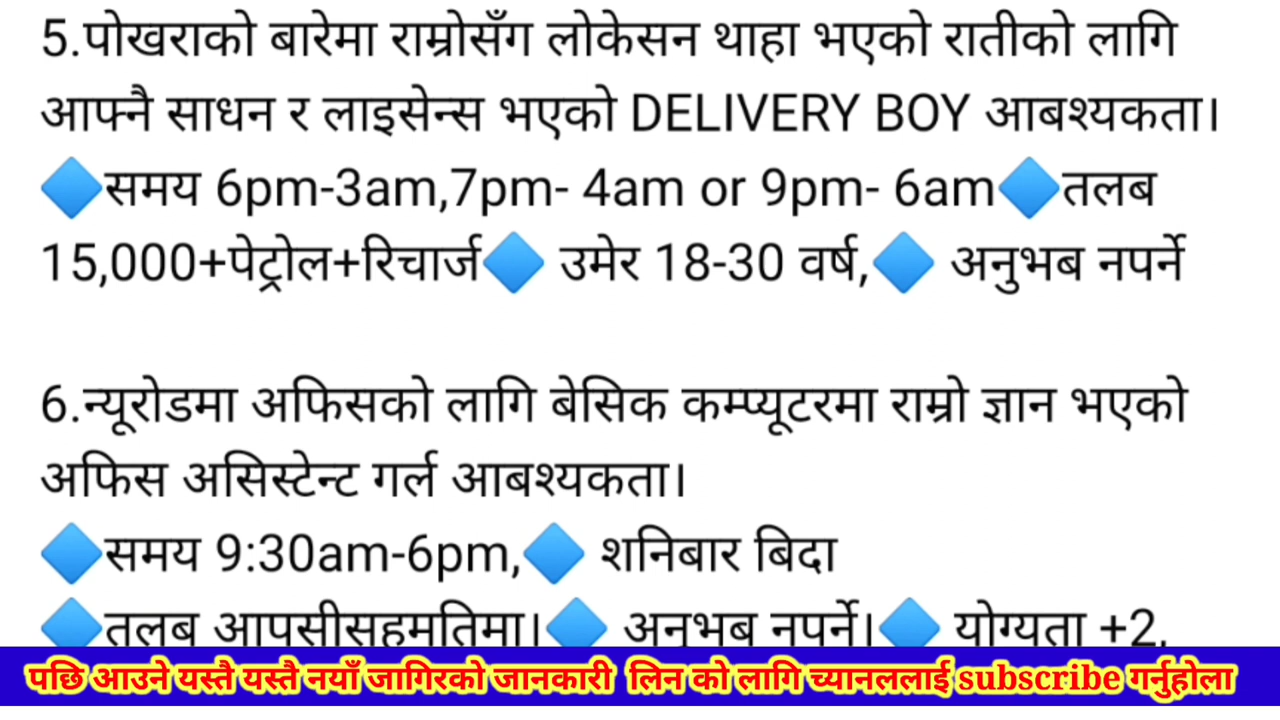 5.पोखराको बारेमा राम्रोसँग लोकेसन थाहा भएको रातीको लागि
आफ्नै साधन र लाइसेन्स भएको DELIVERY BOY आबश्यकता।
🔷समय 6pm-3am,7pm- 4am or 9pm- 6am🔷तलब
15,000+पेट्रोल+रिचार्ज🔷 उमेर 18-30 वर्ष,🔷 अनुभब नपर्ने
6.न्यूरोडमा अफिसको लागि बेसिक कम्प्यूटरमा राम्रो ज्ञान भएको
अफिस असिस्टेन्ट गर्ल आबश्यकता।
🔷समय 9:30am-6pm,🔷 शनिबार बिदा
🔷तलब आपसीसहमतिमा।🔷 अनुभब नपर्ने।🔷 योग्यता +2,
पछि आउने यस्तै यस्तै नयाँ जागिरको जानकारी लिन को लागि च्यानललाई subscribe गर्नुहोला